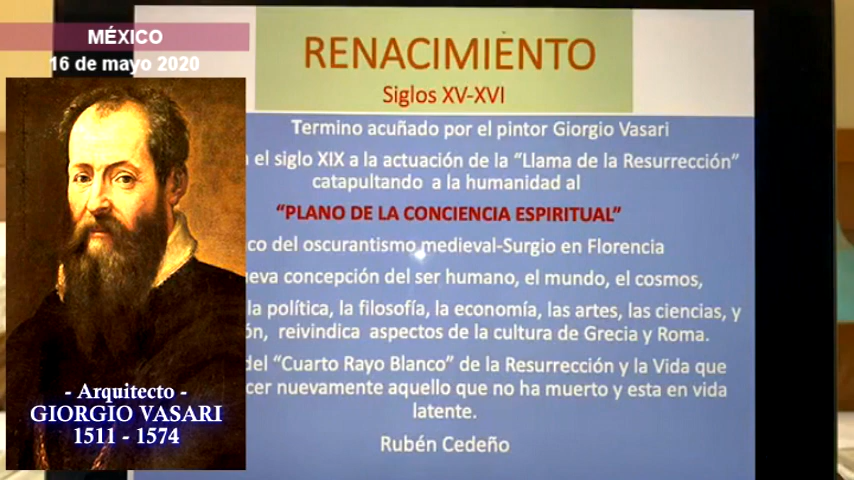 MÉXICO
16 de mayo 2020
RENACIMIENTO
Siglos XV-XVI
Termino acuñado por el pintor Giorgio Vasari
el siglo XIX a la actuación de la “Llama de la Resurrección”
catapultando a la humanidad al
“PLANO DE LA CONCIENCIA ESPIRITUAL”
del oscurantismo medieval-Surgio en Florencia
concepción del ser humano, el mundo, el cosmos,
la política, la filosofía, la economía, las artes, las ciencias, y
reivindica aspectos de la cultura de Grecia y Roma.
del “Cuarto Rayo Blanco” de la Resurrección y la Vida que
nuevamente aquello que no ha muerto y esta en vida
latente.
Rubén Cedeño
- Arquitecto -
GIORGIO VASARI
1511 - 1574